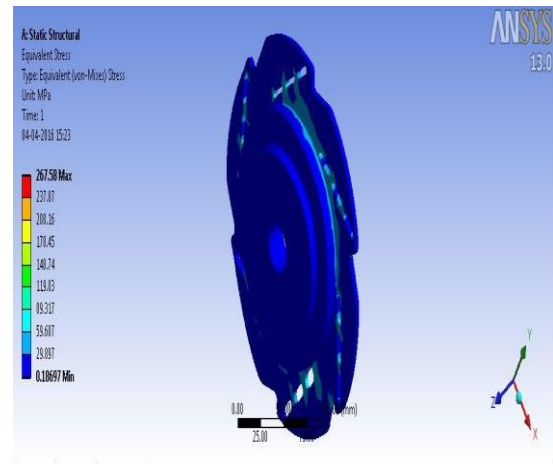 A: Static Structural
Equivalent Stress
Type: Equivalent (von-Mises) Stress
Unit: MPa
Time: 1
04-04-2016 15:23
267.58 Max
237.87
208.16
178.45
148.74
119.03
89.317
59.607
29.897
0.18697 Min
ANSYS
13.0
Y
Z
X
0.00
(mm)
25.00